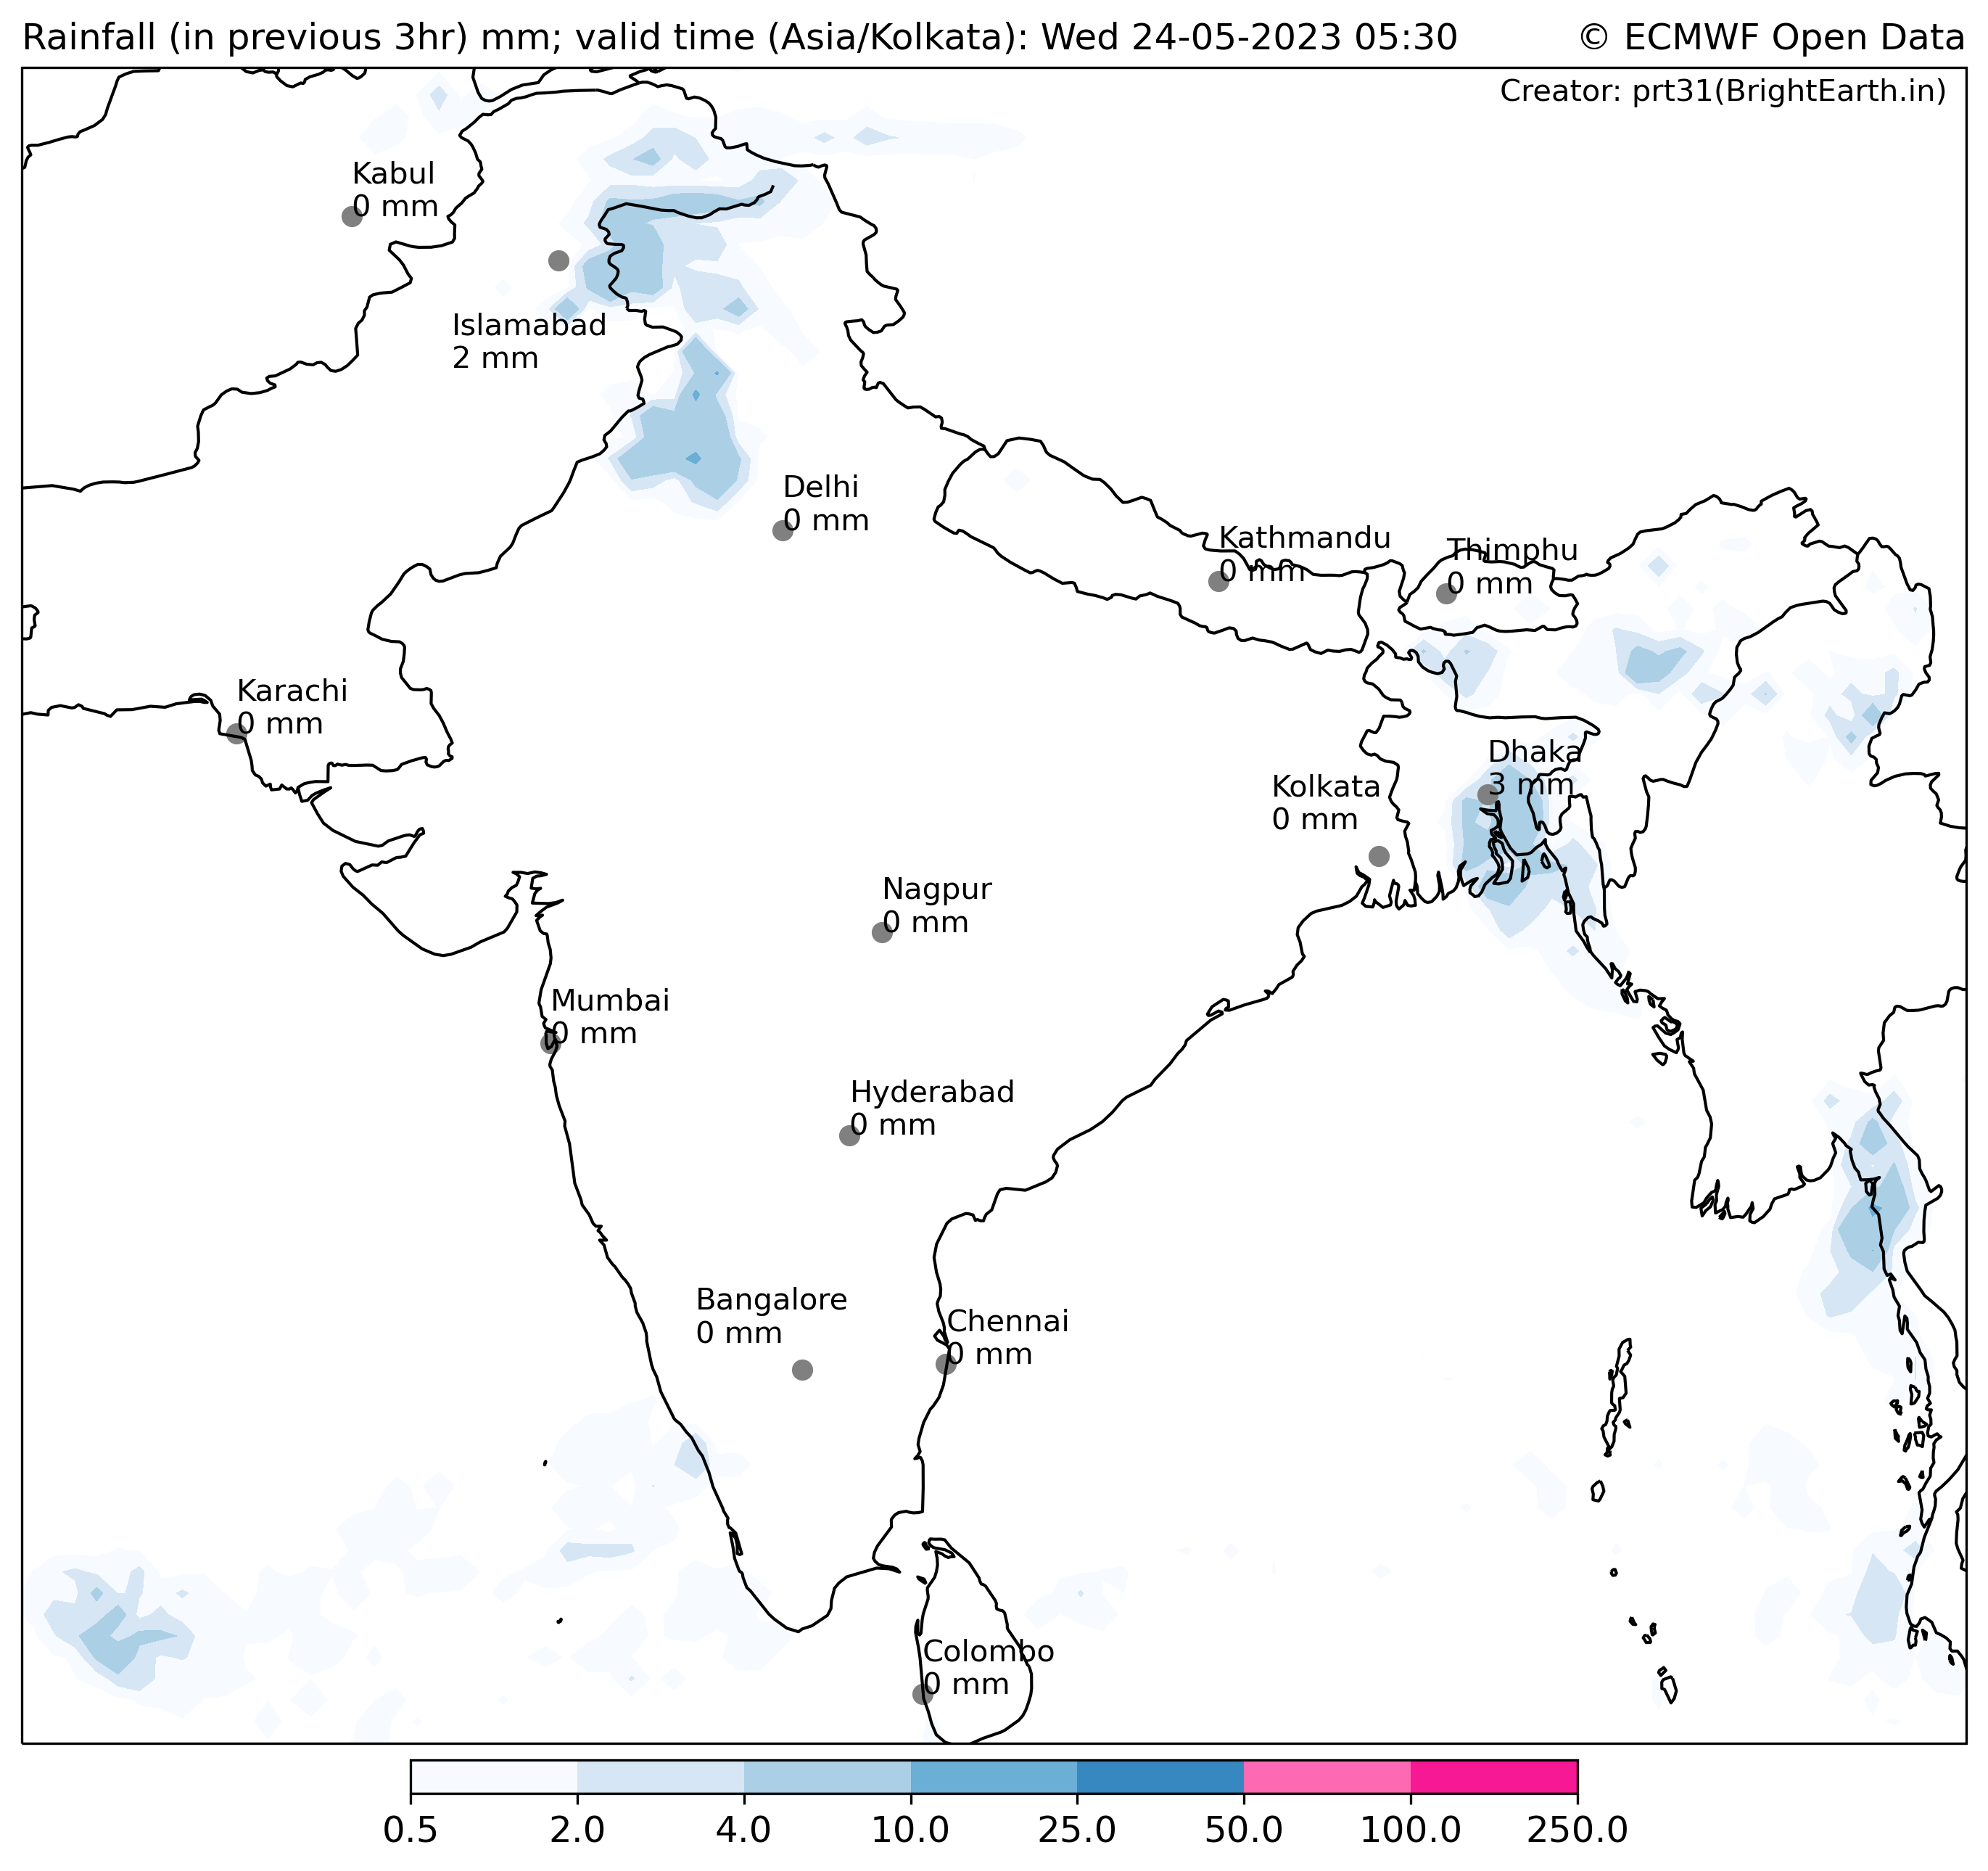 Rainfall (in previous 3hr) mm; valid time (Asia/Kolkata): Wed 24-05-2023 05:30
© ECMWF Open Data
Creator: prt31(BrightEarth.in)
Kabul
0 mm
Islamabad
2 mm
Delhi
0 mm
Kathmandu
0 mm
Thimphu
0 mm
Karachi
0 mm
Dhaka
3 mm
Kolkata
0 mm
Nagpur
0 mm
Mumbai
0 mm
Hyderabad
0 mm
Bangalore
0 mm
Chennai
0 mm
Colombo
0 mm
0.5 2.0 4.0 10.0 25.0 50.0 100.0 250.0